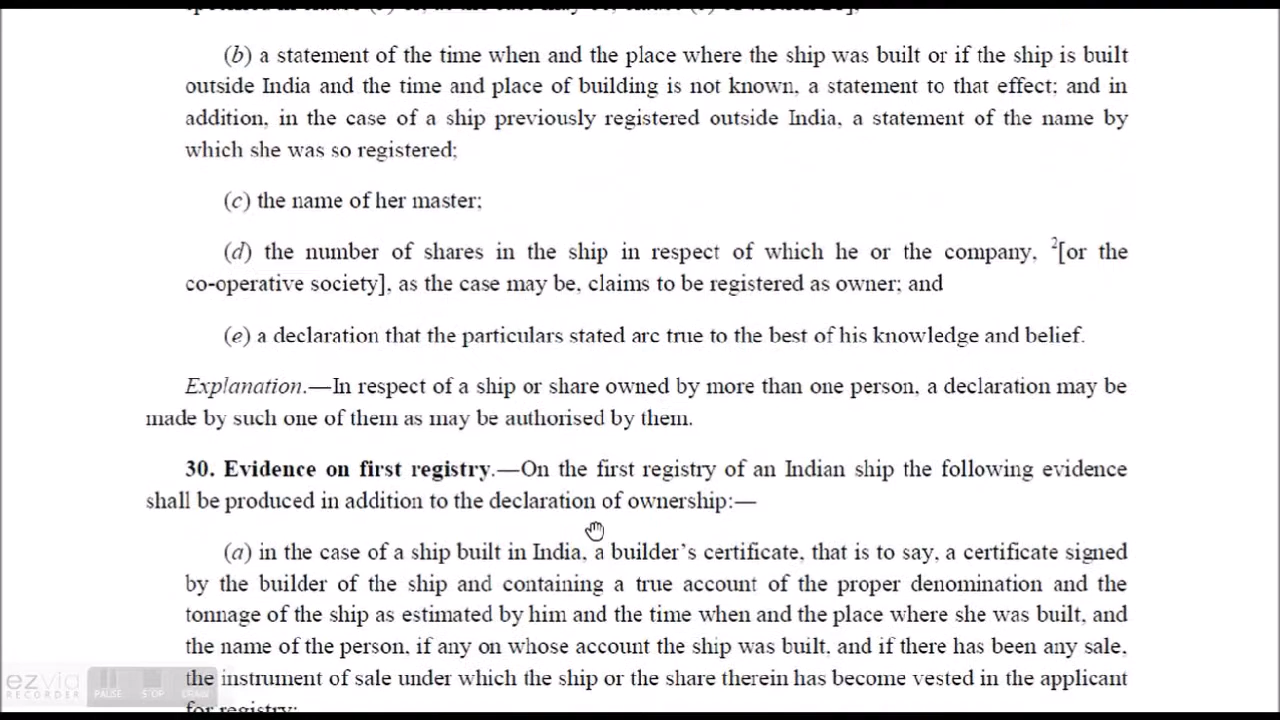 (b) a statement of the time when and the place where the ship was built or if the ship is built
outside India and the time and place of building is not known, a statement to that effect; and in
addition, in the case of a ship previously registered outside India, a statement of the name by
which she was so registered;
(c) the name of her master;
(d) the number of shares in the ship in respect of which he or the company, ²[or the
co-operative society], as the case may be, claims to be registered as owner; and
(e) a declaration that the particulars stated arc true to the best of his knowledge and belief.
Explanation.—In respect of a ship or share owned by more than one person, a declaration may be
made by such one of them as may be authorised by them.
30. Evidence on first registry.—On the first registry of an Indian ship the following evidence
shall be produced in addition to the declaration of ownership:—
(a) in the case of a ship built in India, a builder’s certificate, that is to say, a certificate signed
by the builder of the ship and containing a true account of the proper denomination and the
tonnage of the ship as estimated by him and the time when and the place where she was built, and
the name of the person, if any on whose account the ship was built, and if there has been any sale,
the instrument of sale under which the ship or the share therein has become vested in the applicant
for registry;
ezvid
RECORDER
PAUSE STOP DRAW